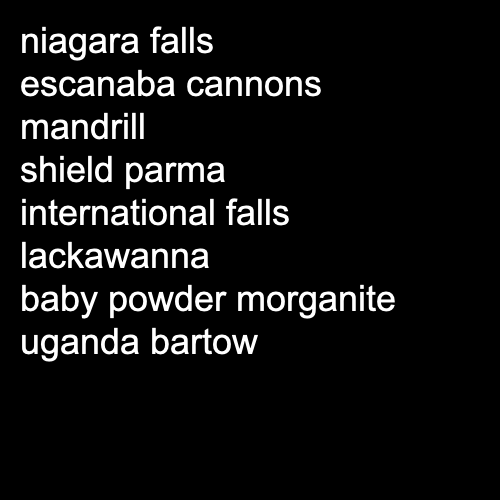 niagara falls
escanaba cannons
mandrill
shield parma
international falls
lackawanna
baby powder morganite
uganda bartow